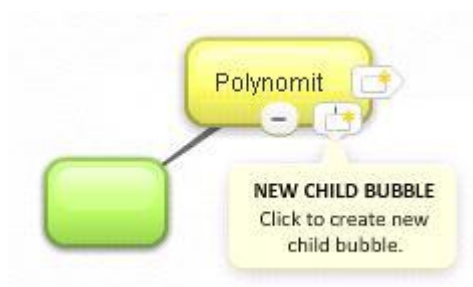 Polynomit
NEW CHILD BUBBLE
Click to create new
child bubble.